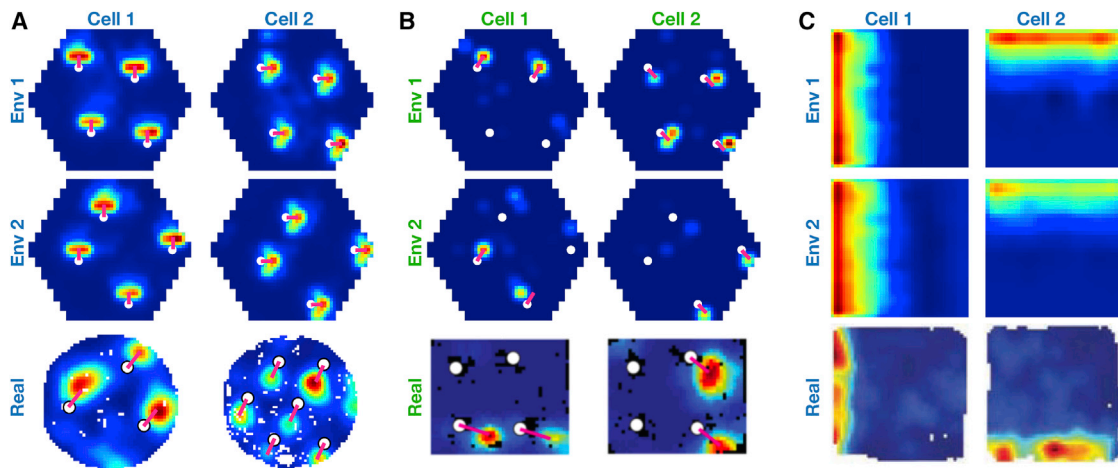 A Cell 1 Cell 2 B Cell 1 Cell 2 C Cell 1 Cell 2
Env 1 Env 1 Env 1
Env 2 Env 2 Env 2
Real Real Real